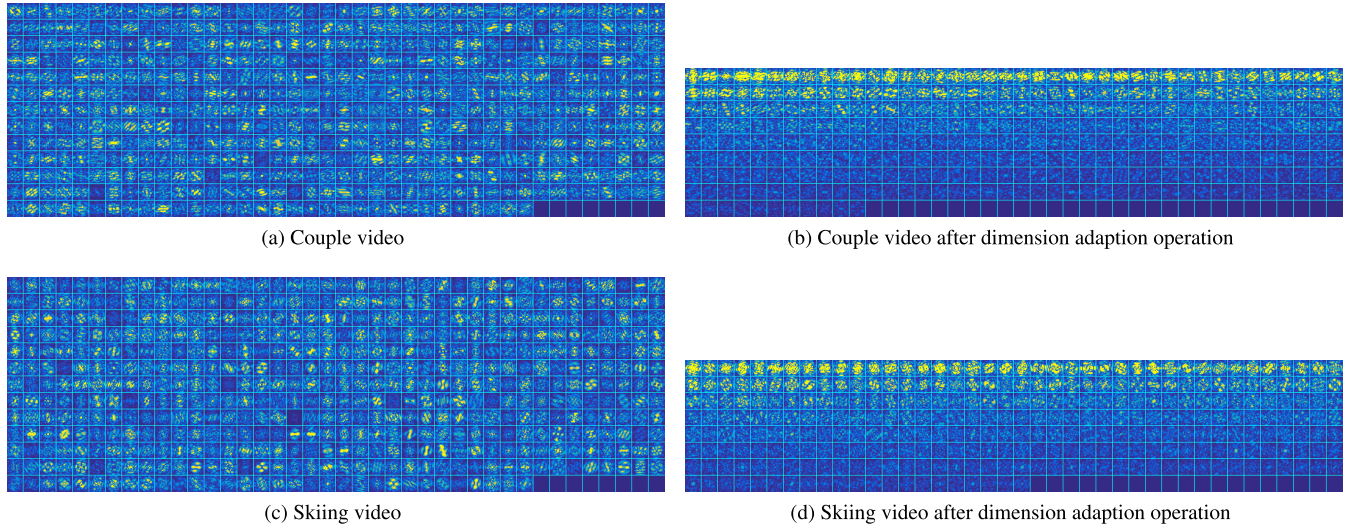 (a) Couple video
(b) Couple video after dimension adaption operation
(c) Skiing video
(d) Skiing video after dimension adaption operation